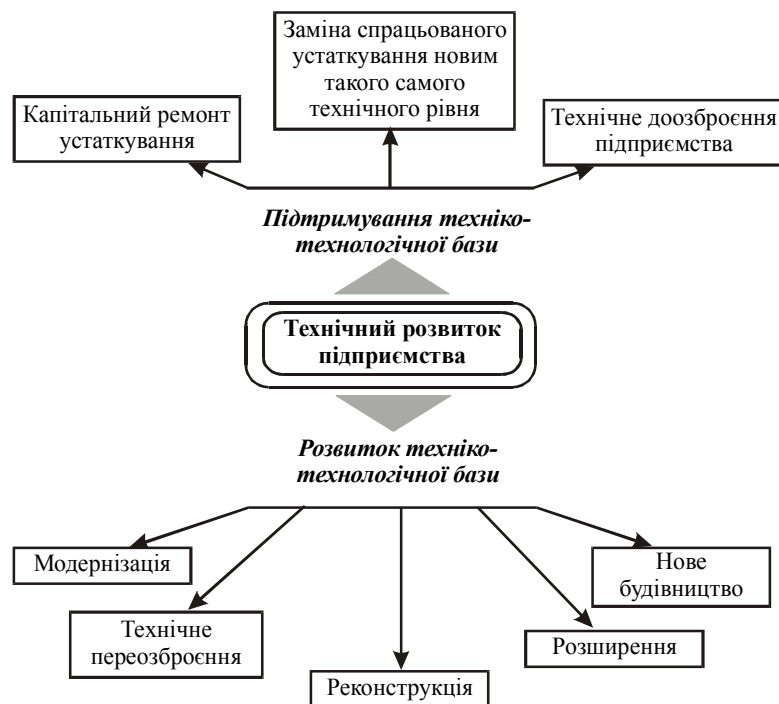 Заміна спрацьованого
устаткування новим
такого самого
технічного рівня
Капітальний ремонт
устаткування
Технічне доозброєння
підприємства
Підтримування техніко-
технологічної бази
Технічний розвиток
підприємства
Розвиток техніко-
технологічної бази
Модернізація
Нове
будівництво
Технічне
переозброєння
Розширення
Реконструкція